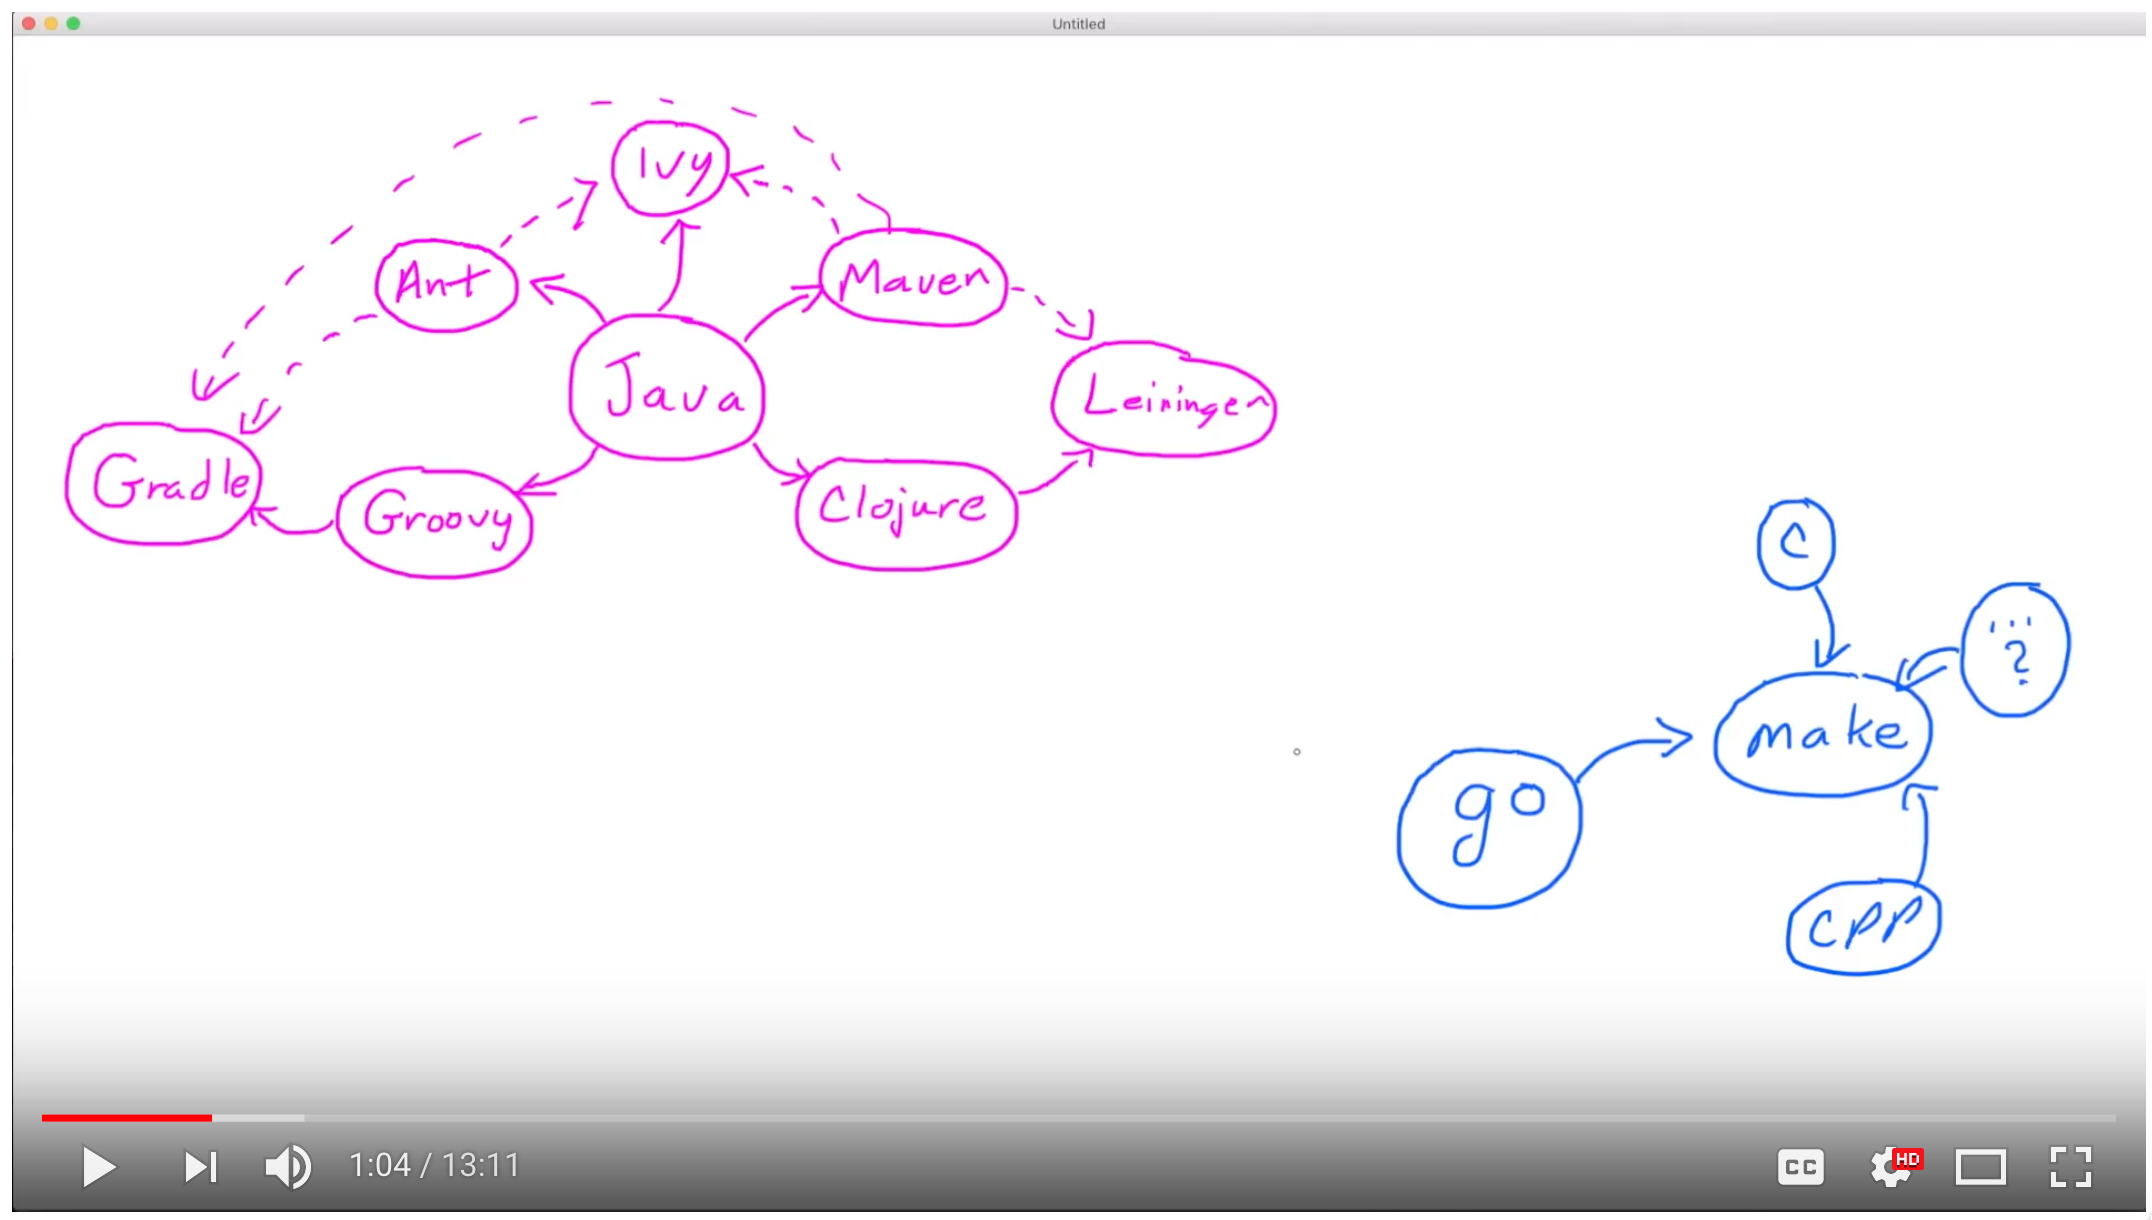 Untitled
Ivy
Ant
Maven
Java
Leiningen
Gradle
Groovy
Clojure
C
...
?
make
go
CPP
1:04 / 13:11
CC
HD